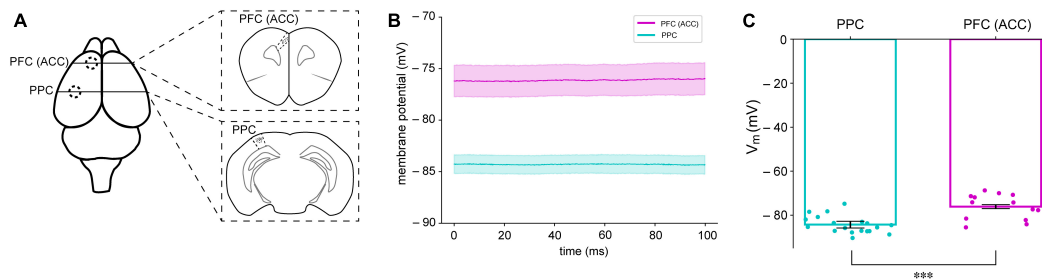 A
PFC (ACC)
PPC
PFC (ACC)
PPC
B
membrane potential (mV)
−70
−75
−80
−85
−90
0 20 40 60 80 100
time (ms)
PFC (ACC)
PPC
C
PPC PFC (ACC)
Vm (mV)
0
−20
−40
−60
−80
***